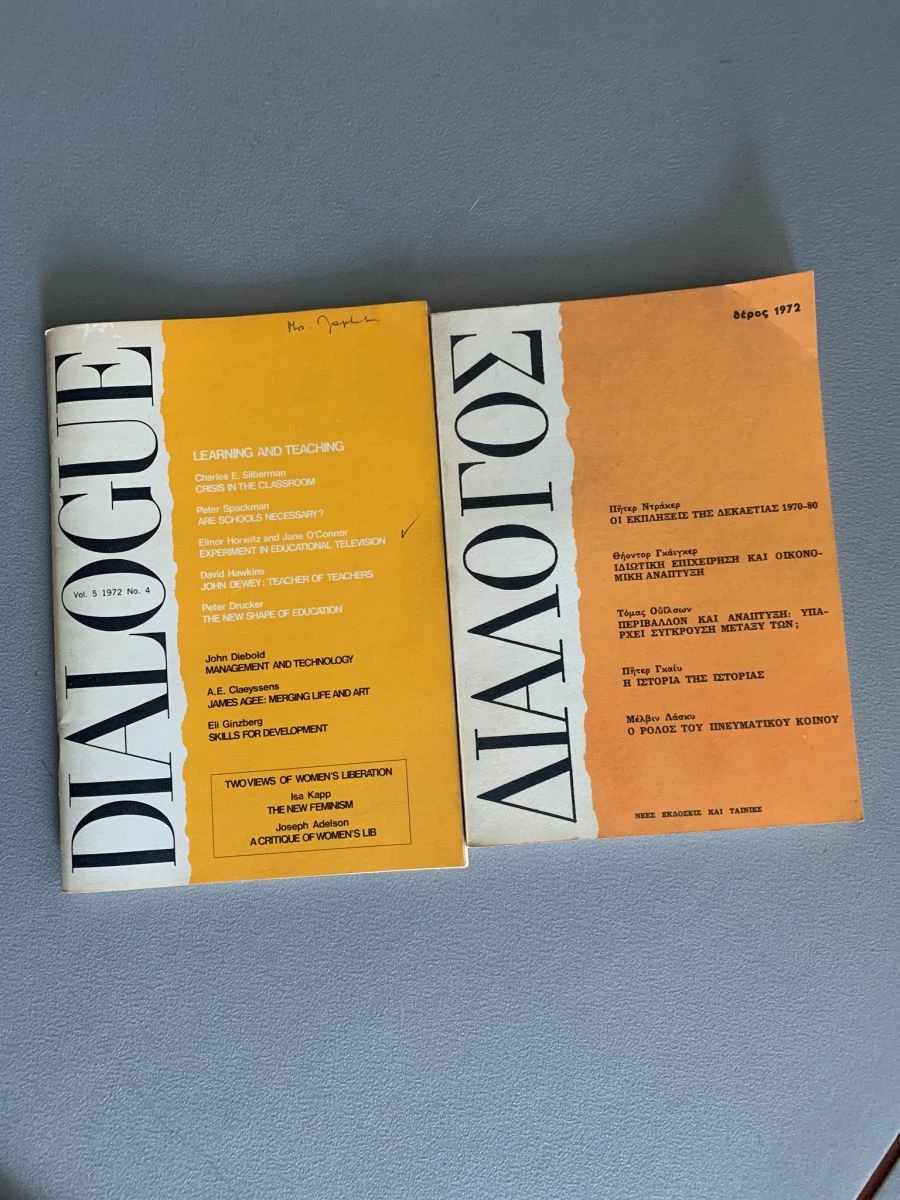 DIALOGUE
Vol. 5 1972 No. 4
LEARNING AND TEACHING
Charles E. Silberman
CRISIS IN THE CLASSROOM
Peter Spackman
ARE SCHOOLS NECESSARY?
Elinor Horwitz and Jane O'Connor
EXPERIMENT IN EDUCATIONAL TELEVISION
David Hawkins
JOHN DEWEY: TEACHER OF TEACHERS
Peter Drucker
THE NEW SHAPE OF EDUCATION
John Diebold
MANAGEMENT AND TECHNOLOGY
A.E. Claeyssens
JAMES AGEE: MERGING LIFE AND ART
Eli Ginzberg
SKILLS FOR DEVELOPMENT
TWO VIEWS OF WOMEN'S LIBERATION
Isa Kapp
THE NEW FEMINISM
Joseph Adelson
A CRITIQUE OF WOMEN'S LIB
ΔΙΑΛΟΓΟΣ
θέρος 1972
Πῆτερ Ντράκερ
ΟΙ ΕΚΠΛΗΞΕΙΣ ΤΗΣ ΔΕΚΑΕΤΙΑΣ 1970-80
Θήοντορ Γκάιγκερ
ΙΔΙΩΤΙΚΗ ΕΠΙΧΕΙΡΗΣΗ ΚΑΙ ΟΙΚΟΝΟ-
ΜΙΚΗ ΑΝΑΠΤΥΞΗ
Τόμας Οὐΐλσων
ΠΕΡΙΒΑΛΛΟΝ ΚΑΙ ΑΝΑΠΤΥΞΗ: ΥΠΑ-
ΡΧΕΙ ΣΥΓΚΡΟΥΣΗ ΜΕΤΑΞΥ ΤΩΝ;
Πῆτερ Γκαίυ
Η ΙΣΤΟΡΙΑ ΤΗΣ ΙΣΤΟΡΙΑΣ
Μέλβιν Λάσκυ
Ο ΡΟΛΟΣ ΤΟΥ ΠΝΕΥΜΑΤΙΚΟΥ ΚΟΙΝΟΥ
ΝΕΕΣ ΕΚΔΟΣΕΙΣ ΚΑΙ ΤΑΙΝΙΕΣ